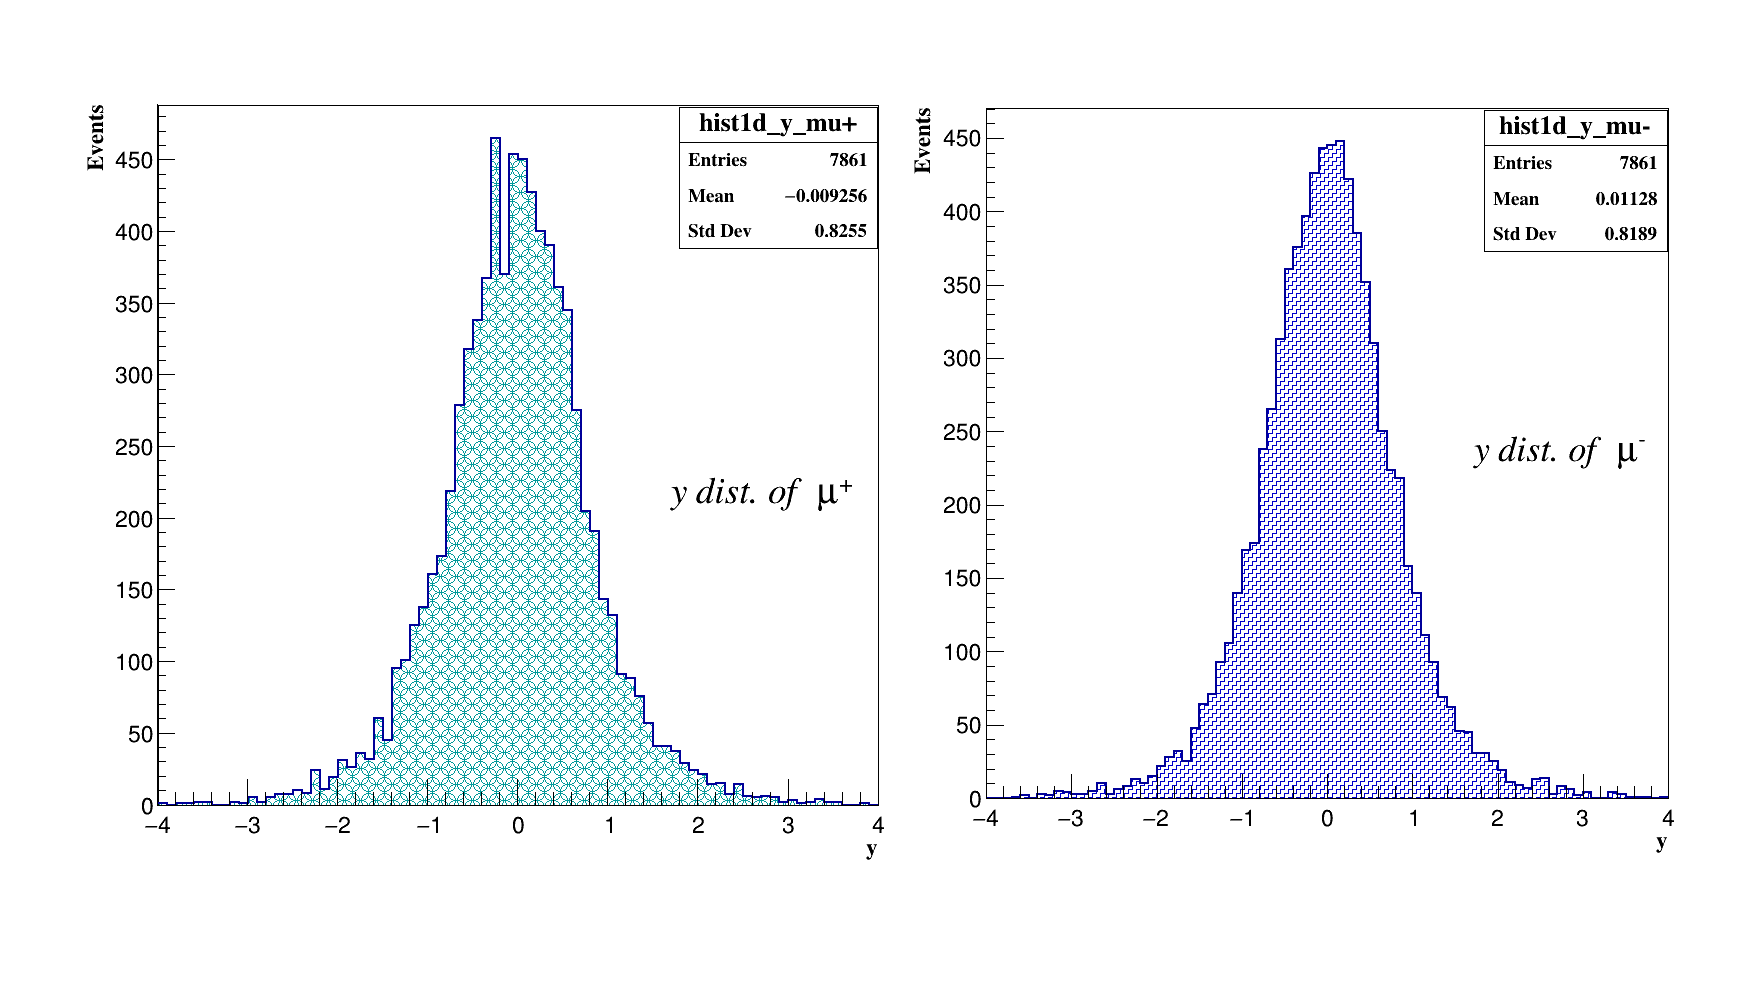 Events
hist1d_y_mu+
Entries 7861
Mean −0.009256
Std Dev 0.8255
450
400
350
300
250
200
150
100
50
0
y dist. of μ+
−4 −3 −2 −1 0 1 2 3 4
y
Events
hist1d_y_mu-
Entries 7861
Mean 0.01128
Std Dev 0.8189
450
400
350
300
250
200
150
100
50
0
y dist. of μ-
−4 −3 −2 −1 0 1 2 3 4
y